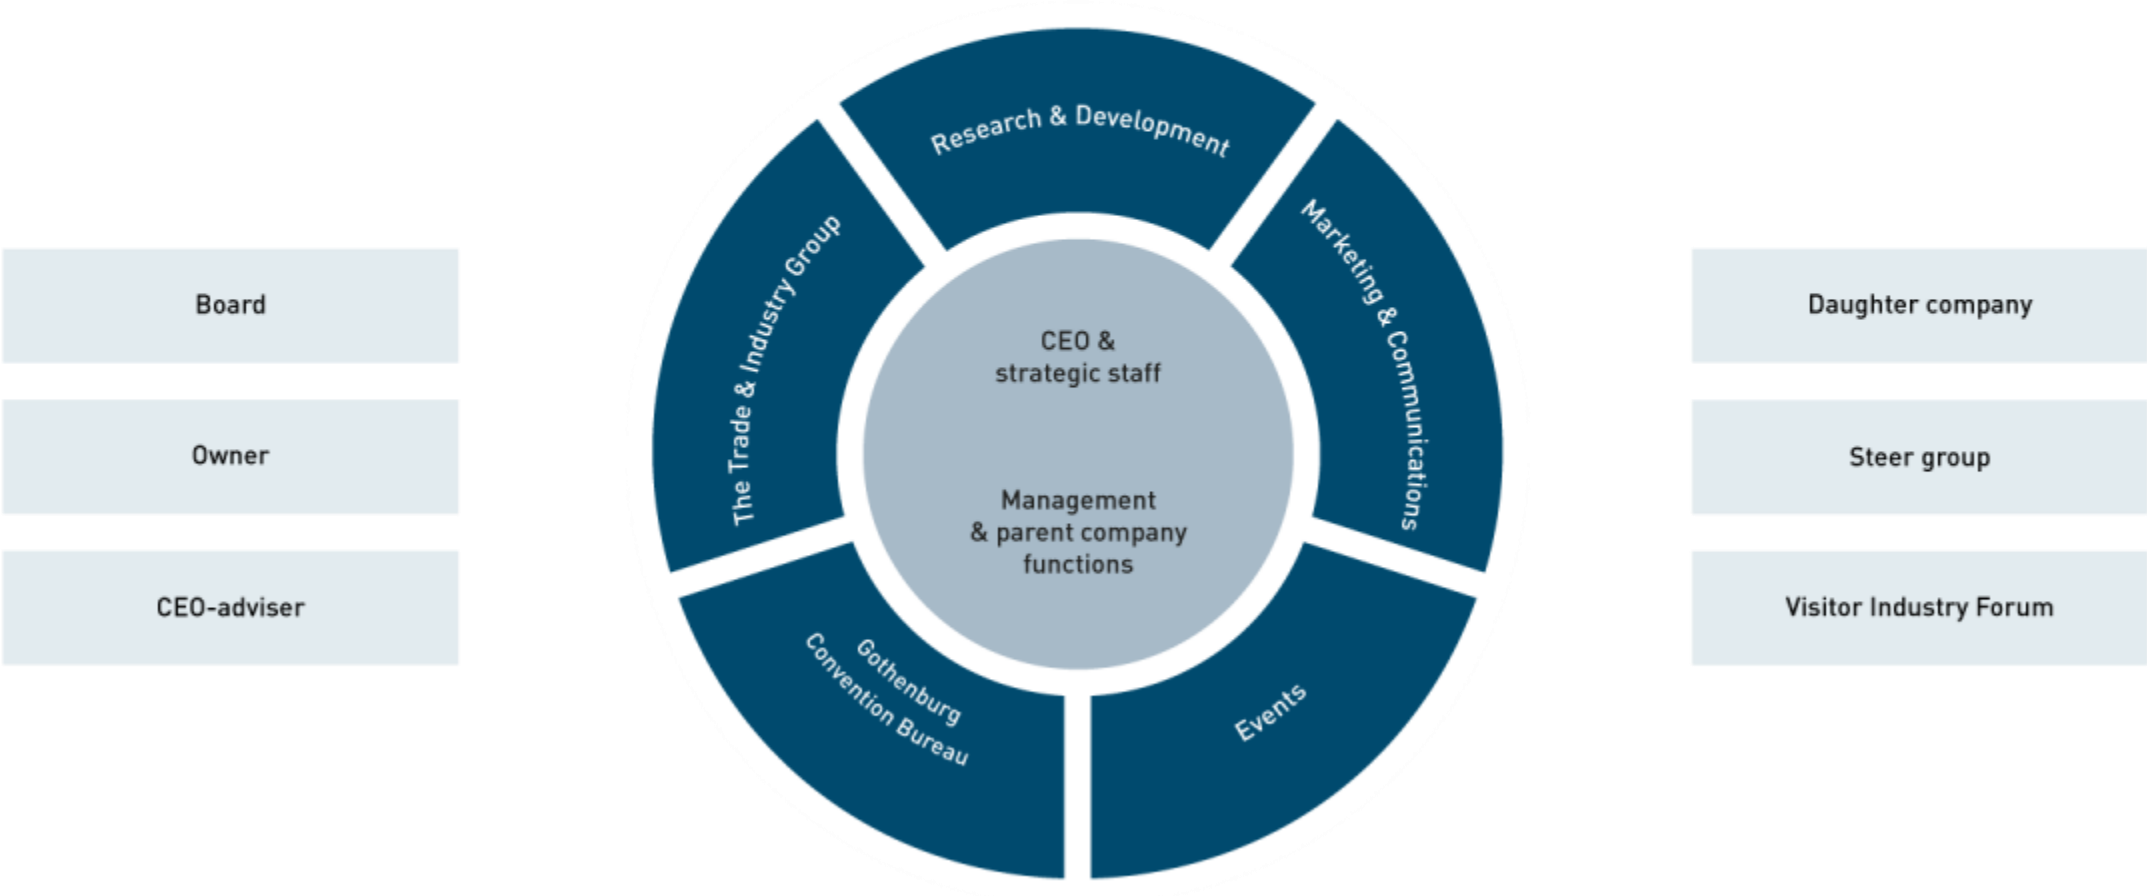 Board
Owner
CEO-adviser
Research & Development
The Trade & Industry Group
Marketing & Communications
CEO &
strategic staff
Management
& parent company
functions
Gothenburg
Convention Bureau
Events
Daughter company
Steer group
Visitor Industry Forum